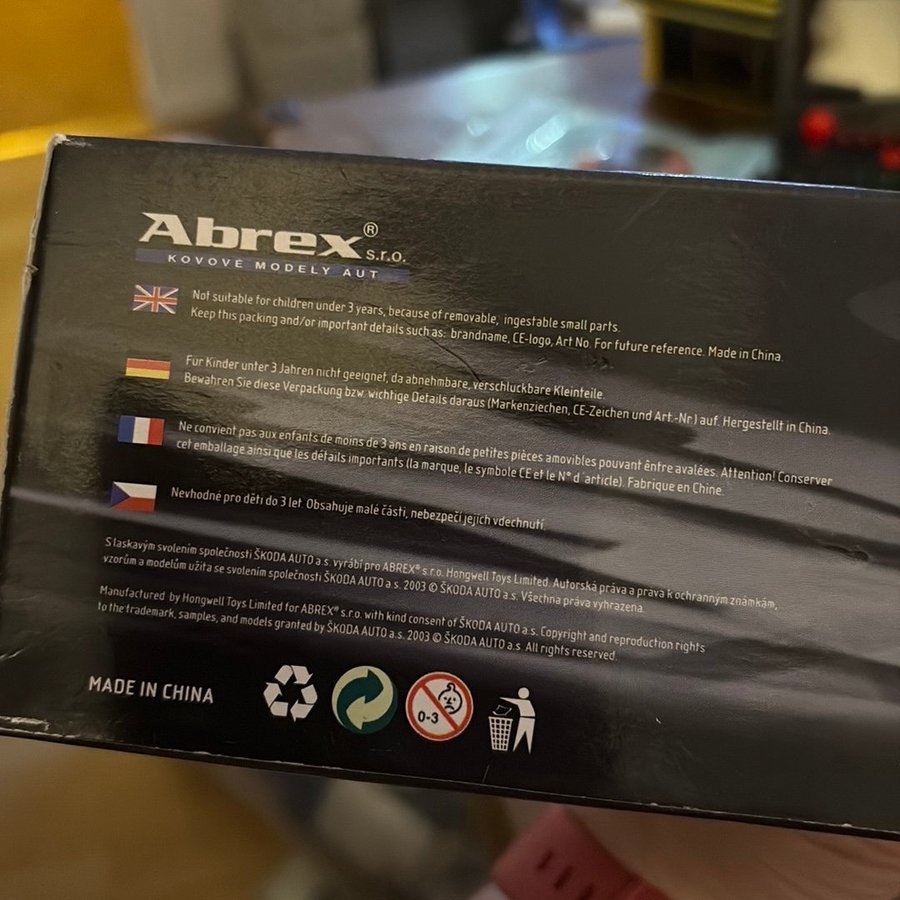 Abrex® s.r.o.
KOVOVÉ MODELY AUT
Not suitable for children under 3 years, because of removable, ingestable small parts.
Keep this packing and/or important details such as: brandname, CE-logo, Art No. For future reference. Made in China.
Für Kinder unter 3 Jahren nicht geeignet, da abnehmbare, verschluckbare Kleinteile.
Bewahren Sie diese Verpackung bzw. wichtige Details daraus (Markenziechen, CE-Zeichen und Art.-Nr) auf. Hergestellt in China.
Ne convient pas aux enfants de moins de 3 ans en raison de petites pièces amovibles pouvant êntre avalées. Attention! Conserver
cet emballage ainsi que les détails importants (la marque, le symbole CE et le N° d article). Fabrique en Chine.
Nevhodné pro děti do 3 let. Obsahuje malé části, nebezpečí jejich vdechnutí.
S laskavým svolením společnosti ŠKODA AUTO a.s. vyrábí pro ABREX® s.r.o. Hongwell Toys Limited. Autorská práva a prava k ochranným známkám,
vzorům a modelům užita se svolením společnosti ŠKODA AUTO a.s. 2003 © ŠKODA AUTO a.s. Všechna práva vyhrazena.
Manufactured by Hongwell Toys Limited for ABREX® s.r.o. with kind consent of ŠKODA AUTO a.s. Copyright and reproduction rights
to the trademark, samples, and models granted by ŠKODA AUTO a.s. 2003 © ŠKODA AUTO a.s. All rights reserved.
MADE IN CHINA
0-3